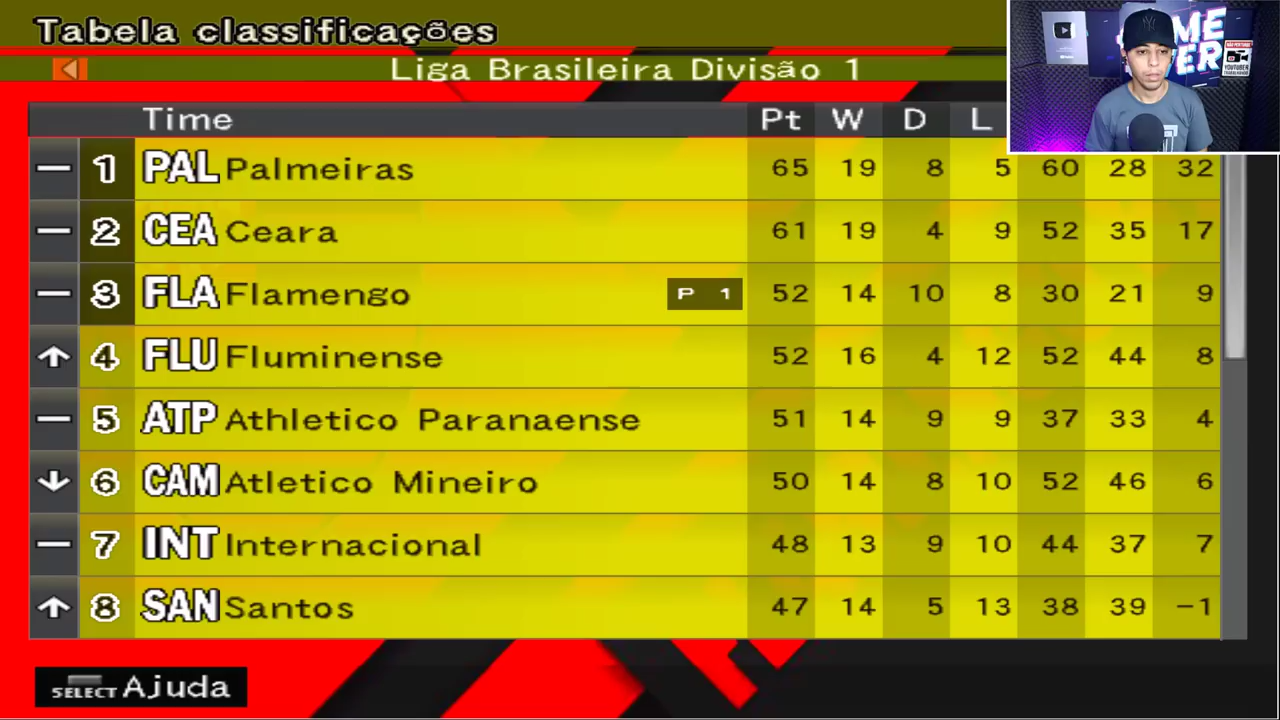 Tabela classificações
Liga Brasileira Divisão 1
Time Pt W D L
1 PAL Palmeiras 65 19 8 5 60 28 32
2 CEA Ceara 61 19 4 9 52 35 17
3 FLA Flamengo P 1 52 14 10 8 30 21 9
4 FLU Fluminense 52 16 4 12 52 44 8
5 ATP Athletico Paranaense 51 14 9 9 37 33 4
6 CAM Atletico Mineiro 50 14 8 10 52 46 6
7 INT Internacional 48 13 9 10 44 37 7
8 SAN Santos 47 14 5 13 38 39 -1
SELECT Ajuda